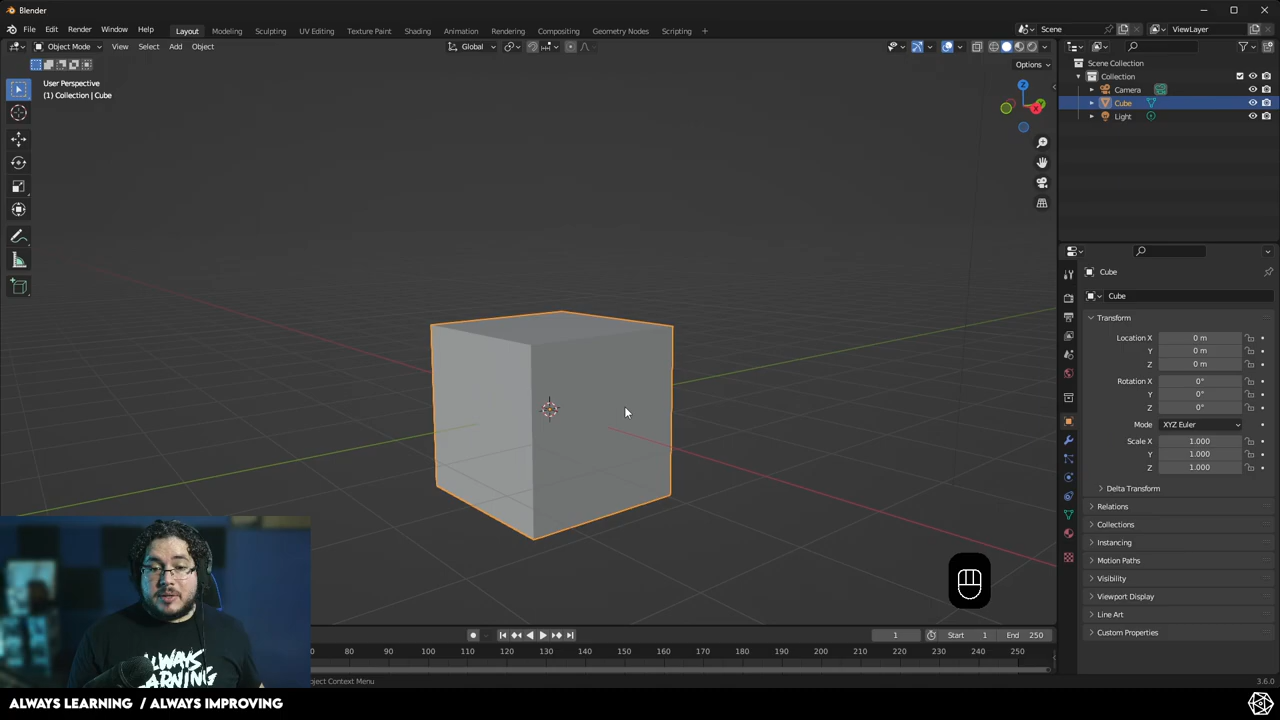 Blender
File Edit Render Window Help Layout Modeling Sculpting UV Editing Texture Paint Shading Animation Rendering Compositing Geometry Nodes Scripting + Scene ViewLayer
Object Mode View Select Add Object Global
Options
User Perspective
(1) Collection | Cube
Z
Y
X
Scene Collection
Collection
Camera
Cube
Light
Cube
Cube
Transform
Location X 0 m
Y 0 m
Z 0 m
Rotation X 0°
Y 0°
Z 0°
Mode XYZ Euler
Scale X 1.000
Y 1.000
Z 1.000
Delta Transform
Relations
Collections
Instancing
Motion Paths
Visibility
Viewport Display
Line Art
Custom Properties
1 Start 1 End 250
70 80 90 100 110 120 130 140 150 160 170 180 190 200 210 220 230 240 250
ject Context Menu 3.6.0
ALWAYS
ARNING
ALWAYS LEARNING / ALWAYS IMPROVING